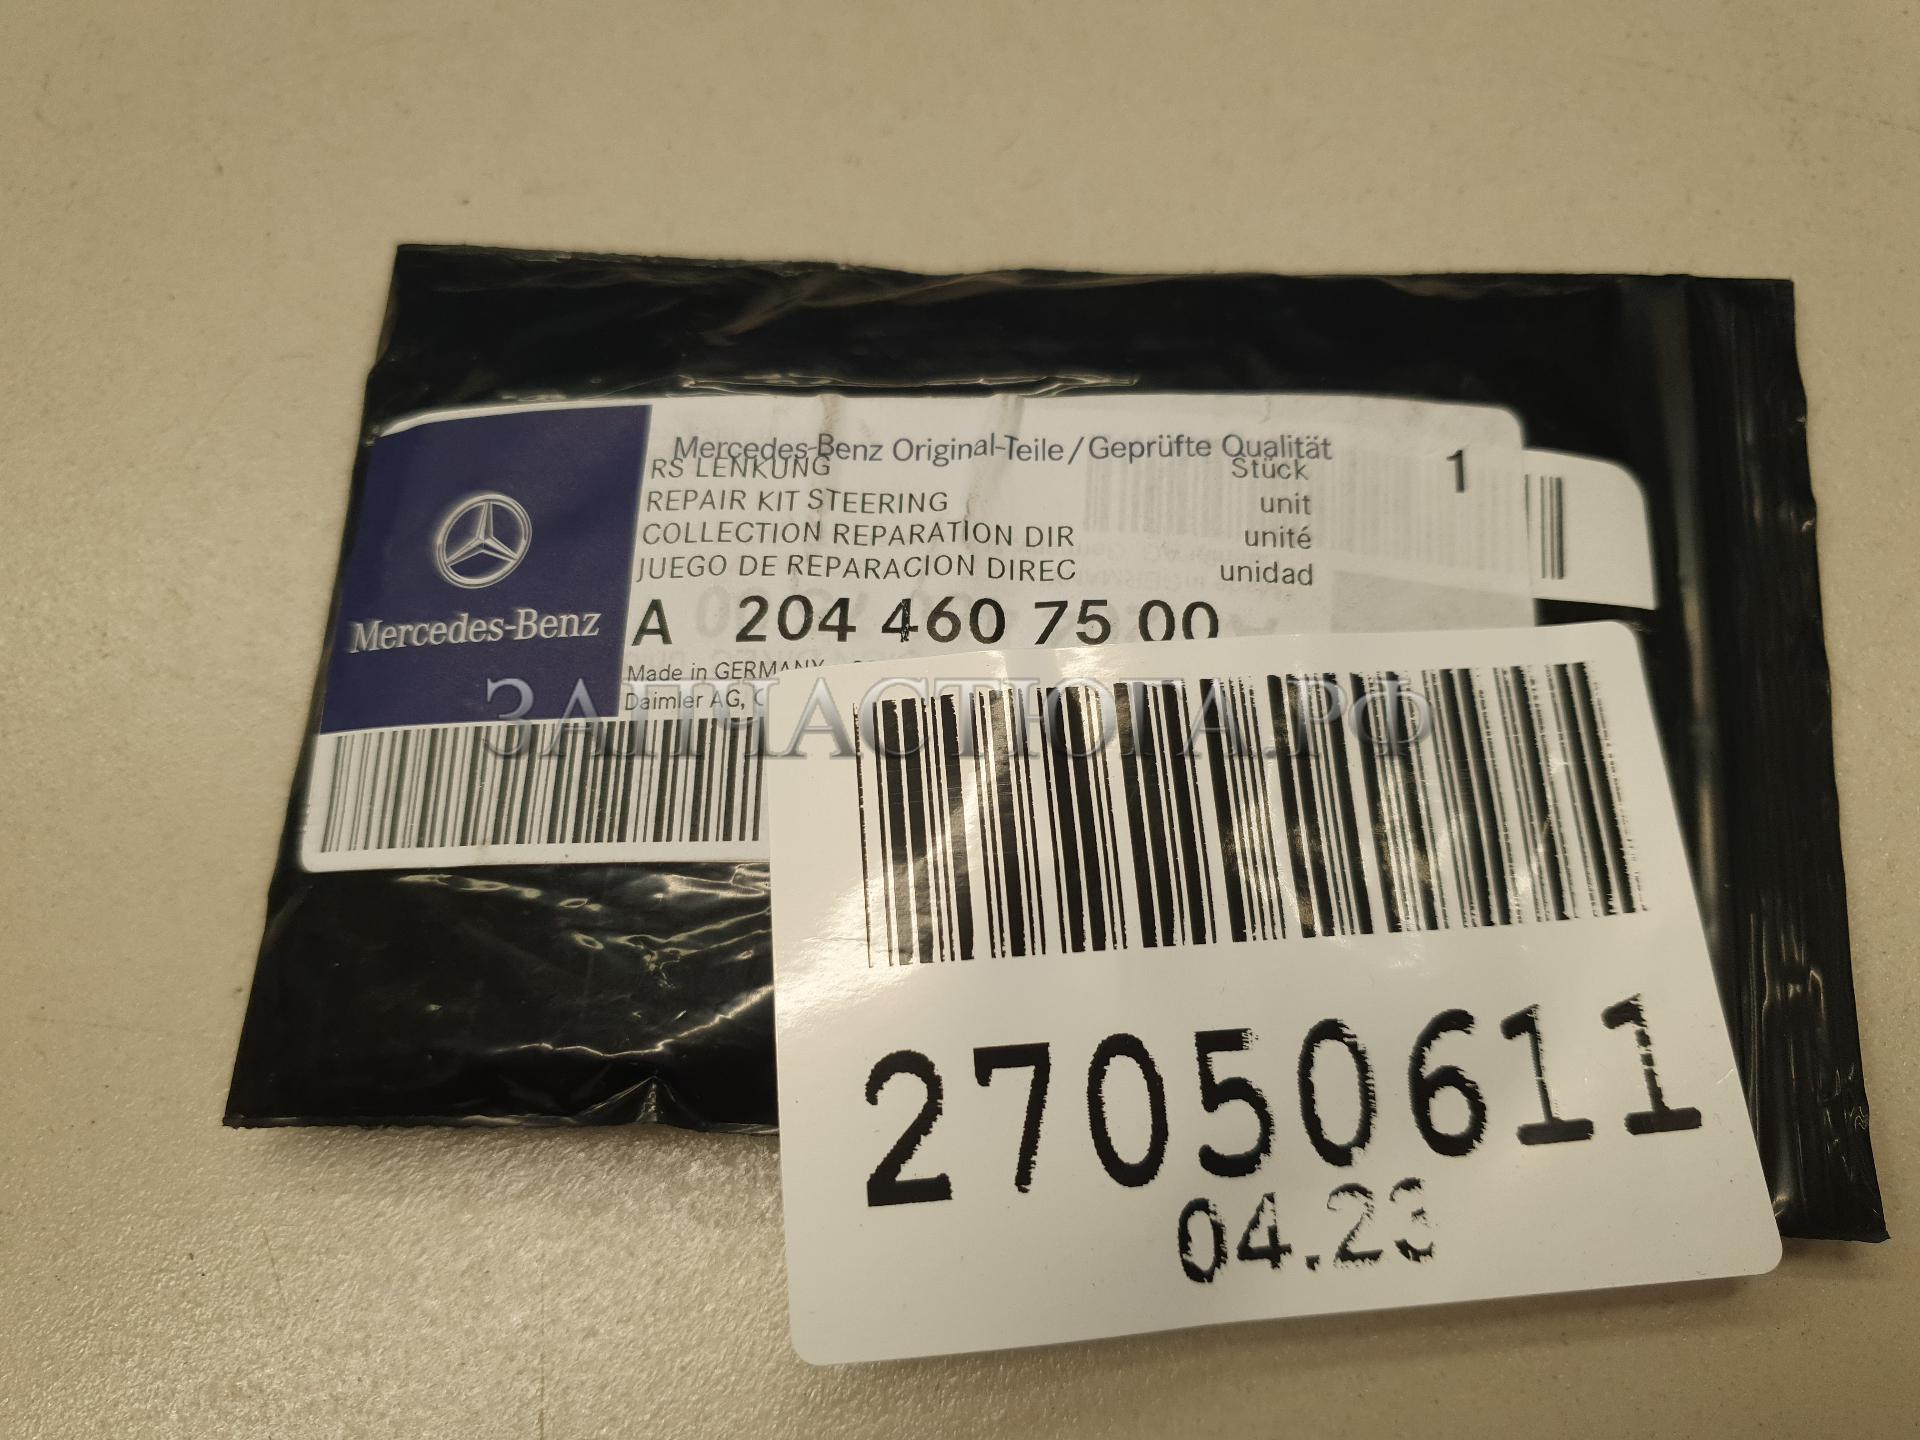 Mercedes-Benz Original-Teile / Geprüfte Qualität
RS LENKUNG Stück 1
REPAIR KIT STEERING unit
COLLECTION REPARATION DIR unité
JUEGO DE REPARACION DIREC unidad
Mercedes-Benz
A 204 460 75 00
Made in GERMANY
Daimler AG,
ЗАПЧАСТЮГА.РФ
27050611
04.23